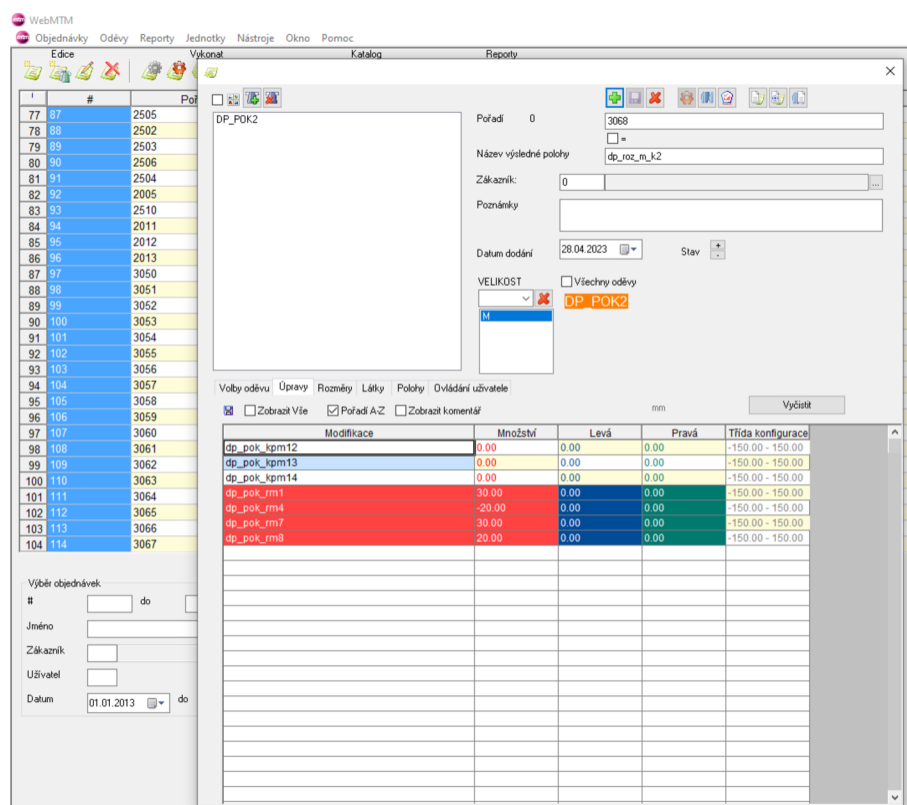 WebMTM
Objednávky Oděvy Reporty Jednotky Nástroje Okno Pomoc
Edice Vykonat Katalog Reporty
# Poř
77 87 2505
78 88 2502
79 89 2503
80 90 2506
81 91 2504
82 92 2005
83 93 2510
84 94 2011
85 95 2012
86 96 2013
87 97 3050
88 98 3051
89 99 3052
90 100 3053
91 101 3054
92 102 3055
93 103 3056
94 104 3057
95 105 3058
96 106 3059
97 107 3060
98 108 3061
99 109 3062
100 110 3063
101 111 3064
102 112 3065
103 113 3066
104 114 3067
Výběr objednávek
# do
Jméno
Zákazník
Uživatel
Datum 01.01.2013 do
DP_POK2
Pořadí 0 3068
=
Název výsledné polohy dp_roz_m_k2
Zákazník: 0 ...
Poznámky
Datum dodání 28.04.2023 Stav + -
VELIKOST Všechny oděvy
DP_POK2
M
Volby oděvu Úpravy Rozměry Látky Polohy Ovládání uživatele
Zobrazit Vše Pořadí A-Z Zobrazit komentář mm Vyčistit
Modifikace Množství Levá Pravá Třída konfigurace
dp_pok_kpm12 0.00 0.00 0.00 -150.00 - 150.00
dp_pok_kpm13 0.00 0.00 0.00 -150.00 - 150.00
dp_pok_kpm14 0.00 0.00 0.00 -150.00 - 150.00
dp_pok_rm1 30.00 0.00 0.00 -150.00 - 150.00
dp_pok_rm4 -20.00 0.00 0.00 -150.00 - 150.00
dp_pok_rm7 30.00 0.00 0.00 -150.00 - 150.00
dp_pok_rm8 20.00 0.00 0.00 -150.00 - 150.00